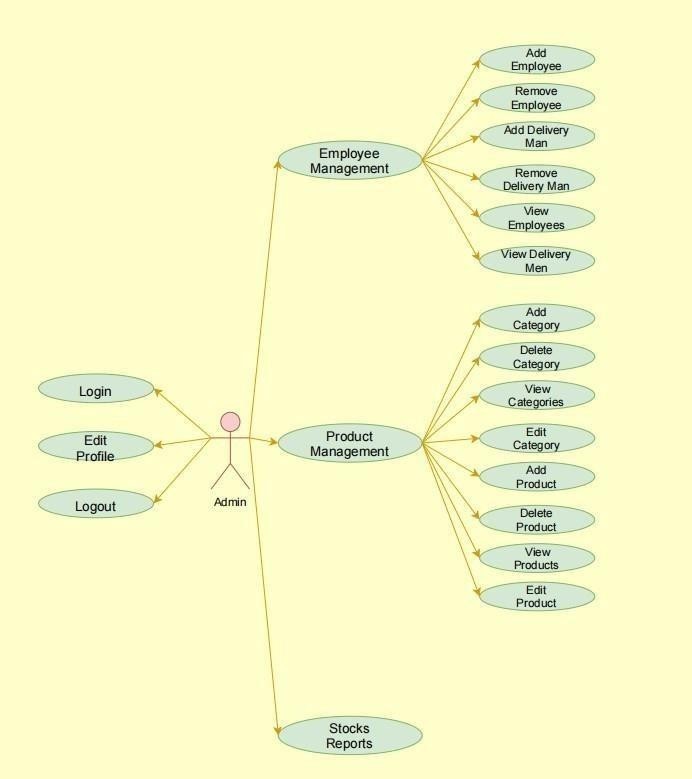 Add
Employee
Remove
Employee
Add Delivery
Man
Remove
Delivery Man
View
Employees
View Delivery
Men
Employee
Management
Add
Category
Delete
Category
View
Categories
Edit
Category
Add
Product
Delete
Product
View
Products
Edit
Product
Product
Management
Login
Edit
Profile
Logout
Admin
Stocks
Reports